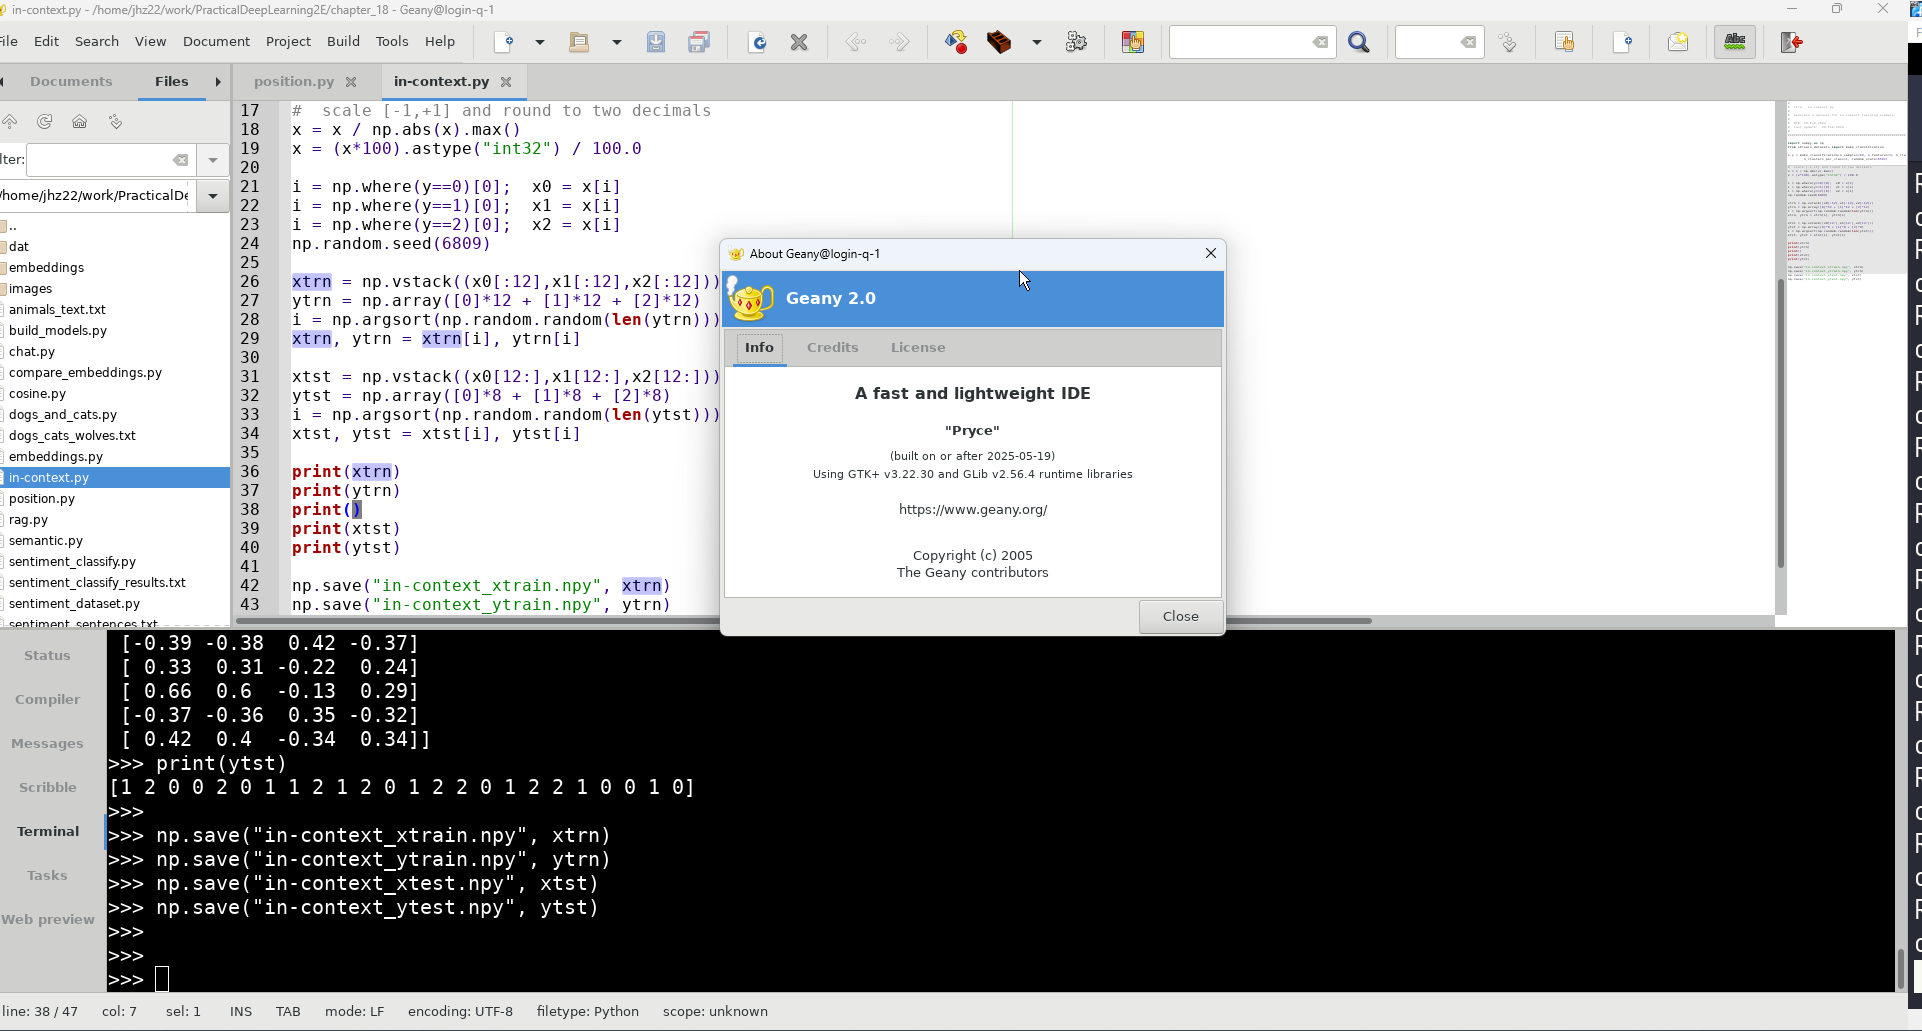 in-context.py - /home/jhz22/work/PracticalDeepLearning2E/chapter_18 - Geany@login-q-1
File Edit Search View Document Project Build Tools Help
Abc
Documents Files
position.py in-context.py
/home/jhz22/work/PracticalDe
..
dat
embeddings
images
animals_text.txt
build_models.py
chat.py
compare_embeddings.py
cosine.py
dogs_and_cats.py
dogs_cats_wolves.txt
embeddings.py
in-context.py
position.py
rag.py
semantic.py
sentiment_classify.py
sentiment_classify_results.txt
sentiment_dataset.py
sentiment_sentences.txt
17 #  scale [-1,+1] and round to two decimals
18 x = x / np.abs(x).max()
19 x = (x*100).astype("int32") / 100.0
20
21 i = np.where(y==0)[0];  x0 = x[i]
22 i = np.where(y==1)[0];  x1 = x[i]
23 i = np.where(y==2)[0];  x2 = x[i]
24 np.random.seed(6809)
25
26 xtrn = np.vstack((x0[:12],x1[:12],x2[:12]))
27 ytrn = np.array([0]*12 + [1]*12 + [2]*12)
28 i = np.argsort(np.random.random(len(ytrn)))
29 xtrn, ytrn = xtrn[i], ytrn[i]
30
31 xtst = np.vstack((x0[12:],x1[12:],x2[12:]))
32 ytst = np.array([0]*8 + [1]*8 + [2]*8)
33 i = np.argsort(np.random.random(len(ytst)))
34 xtst, ytst = xtst[i], ytst[i]
35
36 print(xtrn)
37 print(ytrn)
38 print()
39 print(xtst)
40 print(ytst)
41
42 np.save("in-context_xtrain.npy", xtrn)
43 np.save("in-context_ytrain.npy", ytrn)
About Geany@login-q-1
Geany 2.0
Info Credits License
A fast and lightweight IDE
"Pryce"
(built on or after 2025-05-19)
Using GTK+ v3.22.30 and GLib v2.56.4 runtime libraries
https://www.geany.org/
Copyright (c) 2005
The Geany contributors
Close
Status
Compiler
Messages
Scribble
Terminal
Tasks
Web preview
[-0.39 -0.38  0.42 -0.37]
[ 0.33  0.31 -0.22  0.24]
[ 0.66  0.6  -0.13  0.29]
[-0.37 -0.36  0.35 -0.32]
[ 0.42  0.4  -0.34  0.34]]
>>> print(ytst)
[1 2 0 0 2 0 1 1 2 1 2 0 1 2 2 0 1 2 2 1 0 0 1 0]
>>>
>>> np.save("in-context_xtrain.npy", xtrn)
>>> np.save("in-context_ytrain.npy", ytrn)
>>> np.save("in-context_xtest.npy", xtst)
>>> np.save("in-context_ytest.npy", ytst)
>>>
>>>
>>>
line: 38 / 47 col: 7 sel: 1 INS TAB mode: LF encoding: UTF-8 filetype: Python scope: unknown